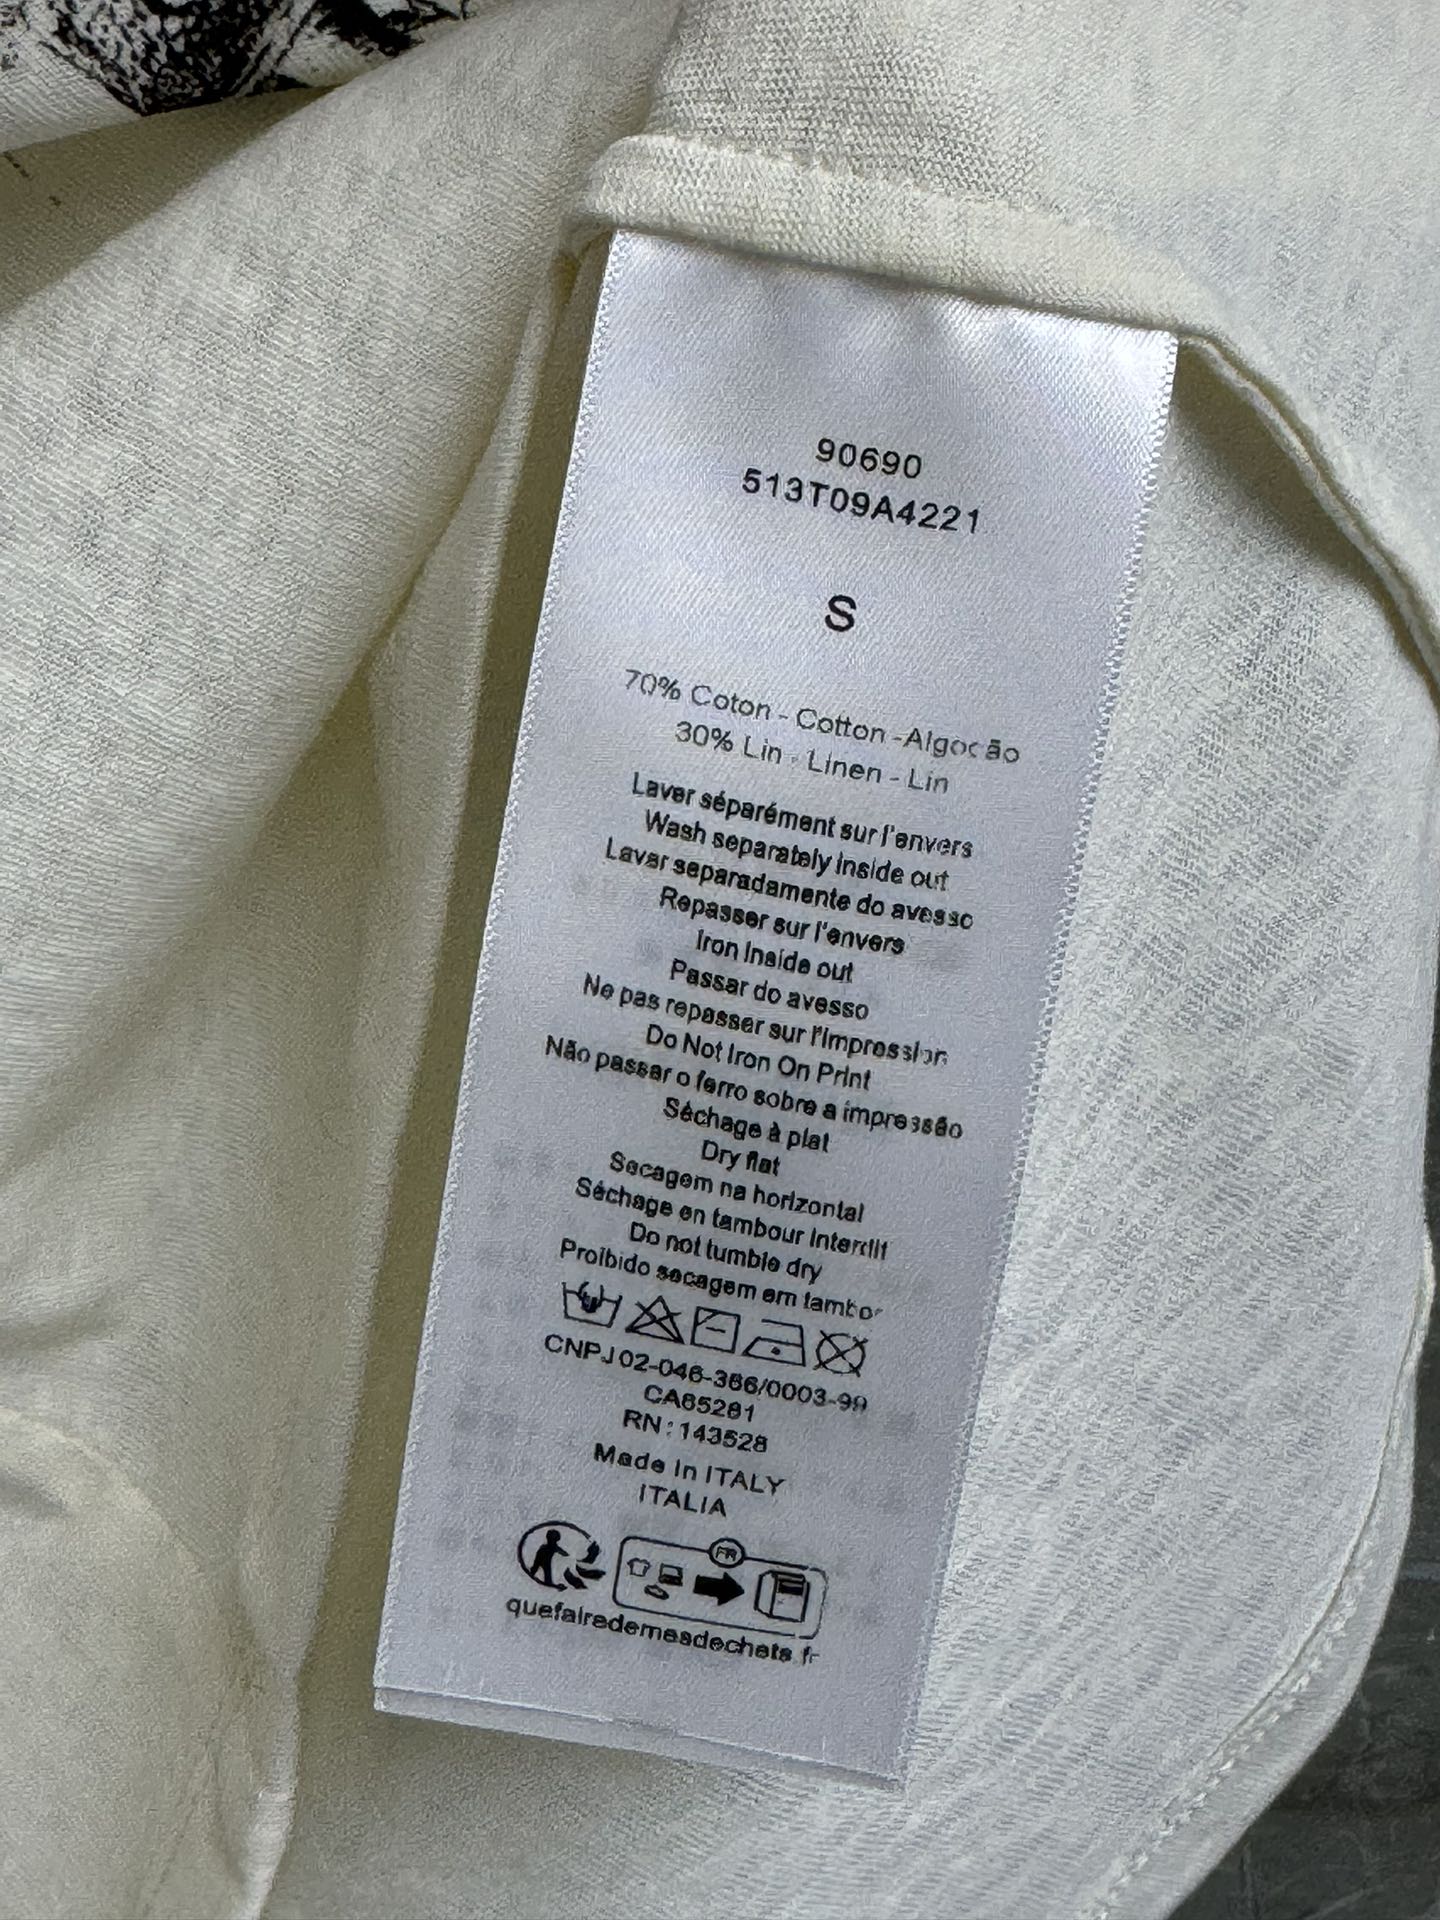 90690
513T09A4221
S
70% Coton - Cotton -Algocão
30% Lin - Linen - Lin
Laver séparément sur l'envers
Wash separately inside out
Lavar separadamente do avesso
Repasser sur l'envers
Iron Inside out
Passar do avesso
Ne pas repasser sur l'impression
Do Not Iron On Print
Não passar o ferro sobre a impressão
Séchage à plat
Dry flat
Secagem na horizontal
Séchage en tambour interdit
Do not tumble dry
Proibido secagem em tambor
CNPJ 02-046-366/0003-99
CA65281
RN: 143528
Made in ITALY
ITALIA
FR
quefairedemesdechets.fr